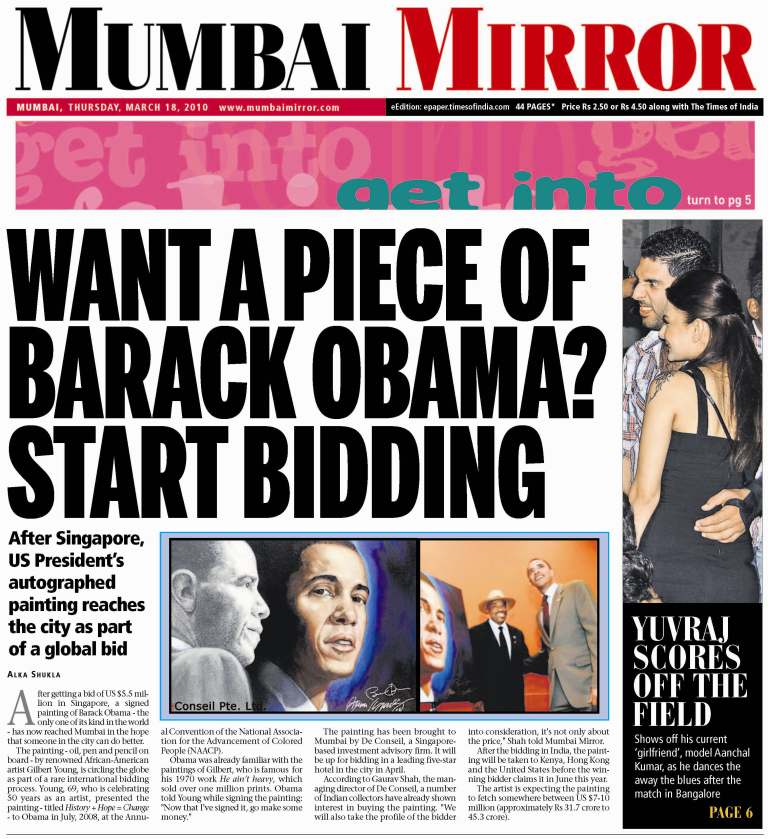 MUMBAI MIRROR
MUMBAI, THURSDAY, MARCH 18, 2010 www.mumbaimirror.com
eEdition: epaper.timesofindia.com 44 PAGES* Price Rs 2.50 or Rs 4.50 along with The Times of India
get into
get into
turn to pg 5
WANT A PIECE OF
BARACK OBAMA?
START BIDDING
After Singapore,
US President's
autographed
painting reaches
the city as part
of a global bid
ALKA SHUKLA
After getting a bid of US $5.5 mil-
lion in Singapore, a signed
painting of Barack Obama - the
only one of its kind in the world
- has now reached Mumbai in the hope
that someone in the city can do better.
The painting - oil, pen and pencil on
board - by renowned African-American
artist Gilbert Young, is circling the globe
as part of an international bidding
process. Young, 69, who is celebrating
50 years as an artist, presented the
painting - titled History + Hope = Change
- to Obama in July, 2008, at the Annu-
al Convention of the National Associa-
tion for the Advancement of Colored
People (NAACP).
Obama was already familiar with the
paintings of Gilbert, who is famous for
his 1970 work He ain't heavy, which
sold over one million prints. Obama
told Young while signing the painting:
"Now that I've signed it, go make some
money."
The painting has been brought to
Mumbai by De Conseil, a Singapore-
based investment advisory firm. It will
be up for bidding in a leading five-star
hotel in the city in April.
According to Gaurav Shah, the man-
aging director of De Conseil, a number
of Indian collectors have already shown
interest in buying the painting. "We
will also take the profile of the bidder
into consideration, it's not only about
the price," Shah told Mumbai Mirror.
After the bidding in India, the paint-
ing will be taken to Kenya, Hong Kong
and the United States before the win-
ning bidder claims it in June this year.
The artist is expecting the painting
to fetch somewhere between US $7-10
million (approximately Rs 31.7 crore to
45.3 crore).
Conseil Pte. Ltd.
YUVRAJ
SCORES
OFF THE
FIELD
Shows off his current
'girlfriend', model Aanchal
Kumar, as he dances the
away the blues after the
match in Bangalore
PAGE 6